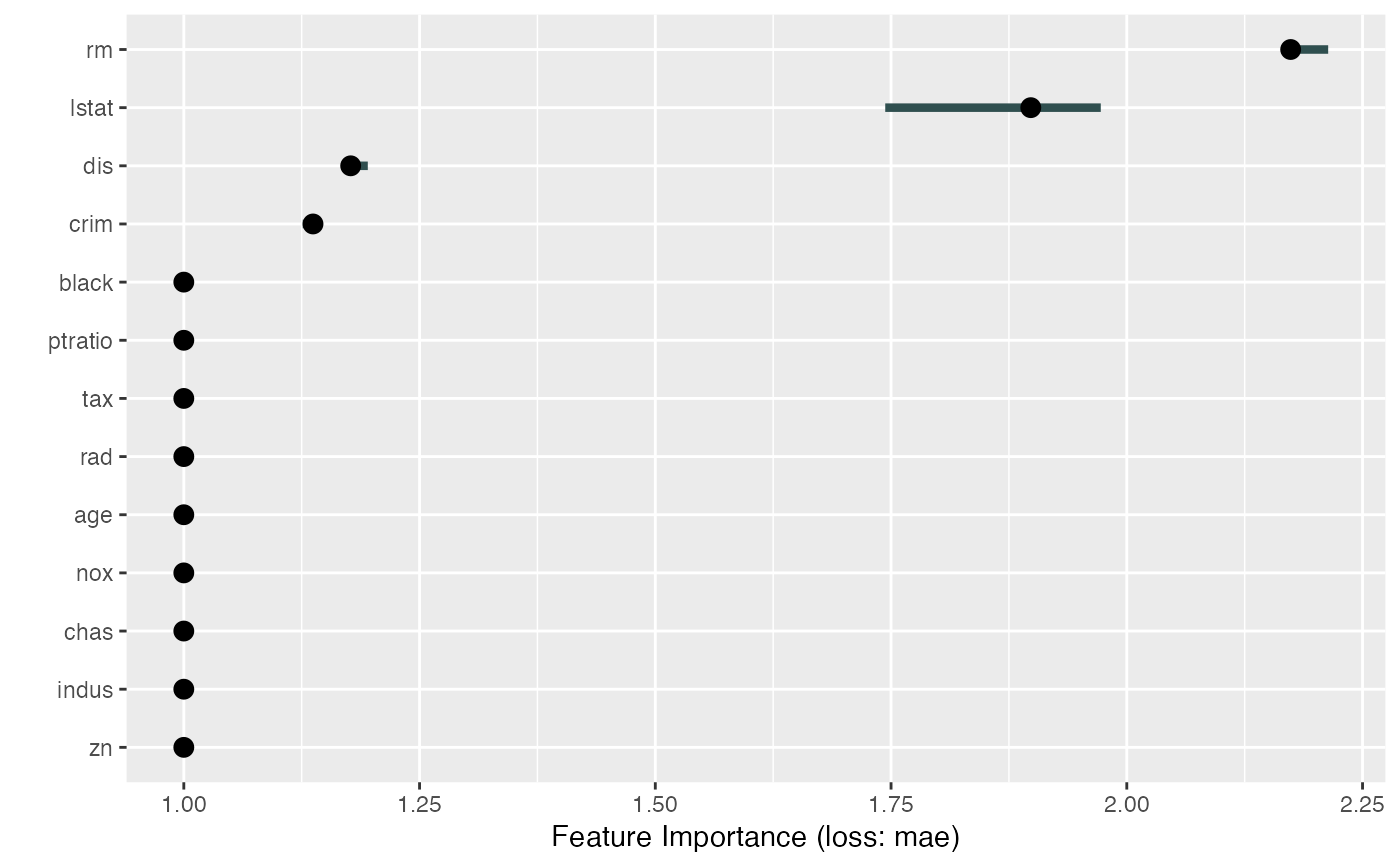 rm
lstat
dis
crim
black
ptratio
tax
rad
age
nox
chas
indus
zn
1.00 1.25 1.50 1.75 2.00 2.25
Feature Importance (loss: mae)